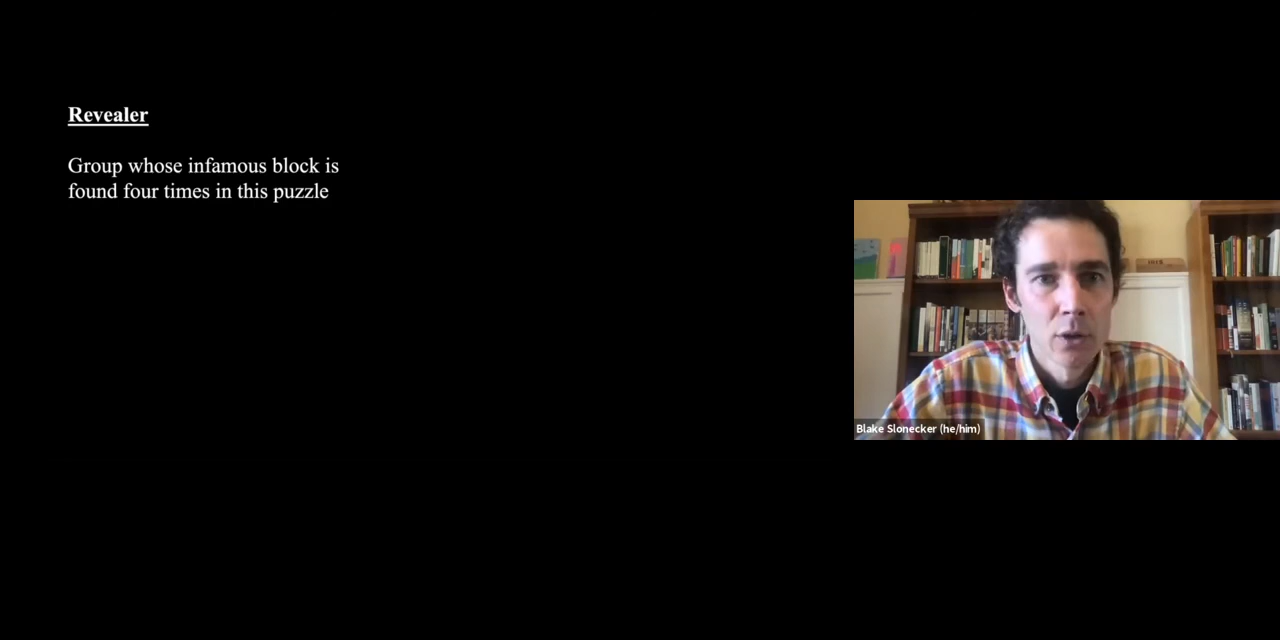 Revealer
Group whose infamous block is
found four times in this puzzle
Blake Slonecker (he/him)